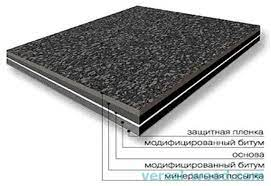 защитная пленка
модифицированный битум
основа
модифицированный битум
минеральная посыпка